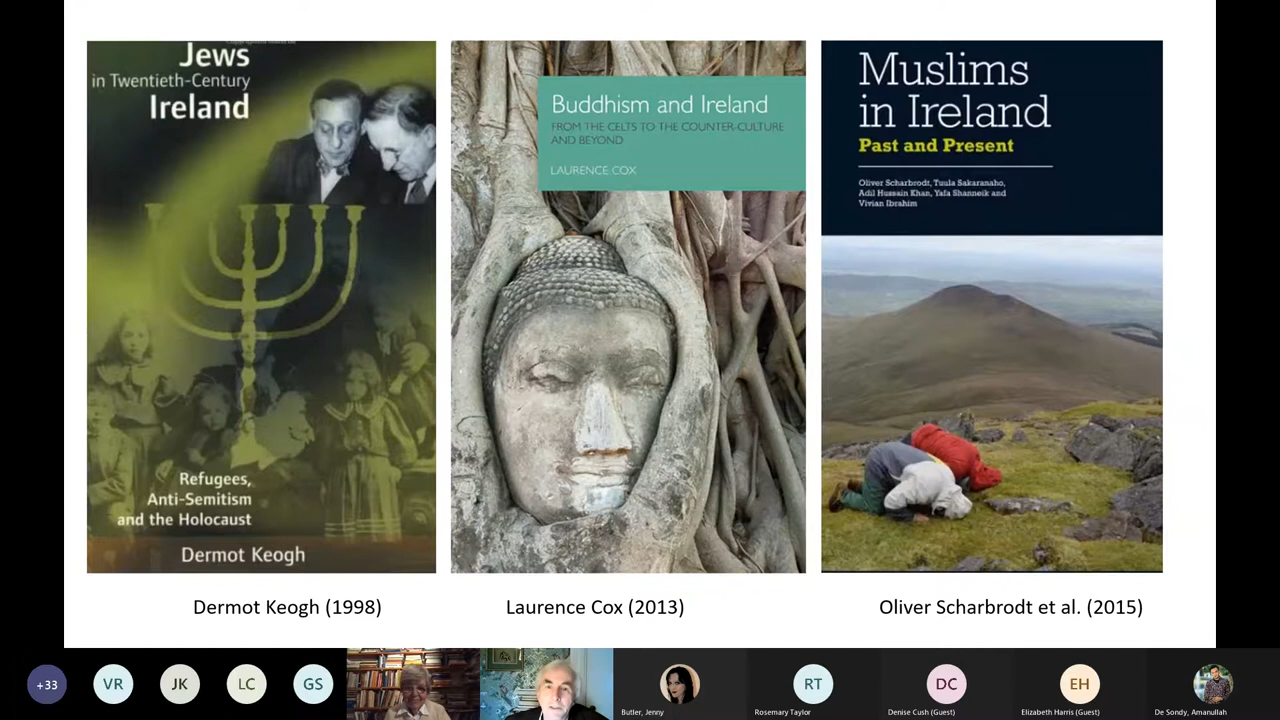 Jews
in Twentieth-Century
Ireland
Refugees,
Anti-Semitism
and the Holocaust
Dermot Keogh
Buddhism and Ireland
FROM THE CELTS TO THE COUNTER-CULTURE
AND BEYOND
LAURENCE COX
Muslims
in Ireland
Past and Present
Oliver Scharbrodt, Tuula Sakaranaho,
Adil Hussain Khan, Yafa Shanneik and
Vivian Ibrahim
Dermot Keogh (1998)
Laurence Cox (2013)
Oliver Scharbrodt et al. (2015)
+33
VR
JK
LC
GS
Butler, Jenny
RT
Rosemary Taylor
DC
Denise Cush (Guest)
EH
Elizabeth Harris (Guest)
De Sondy, Amanullah